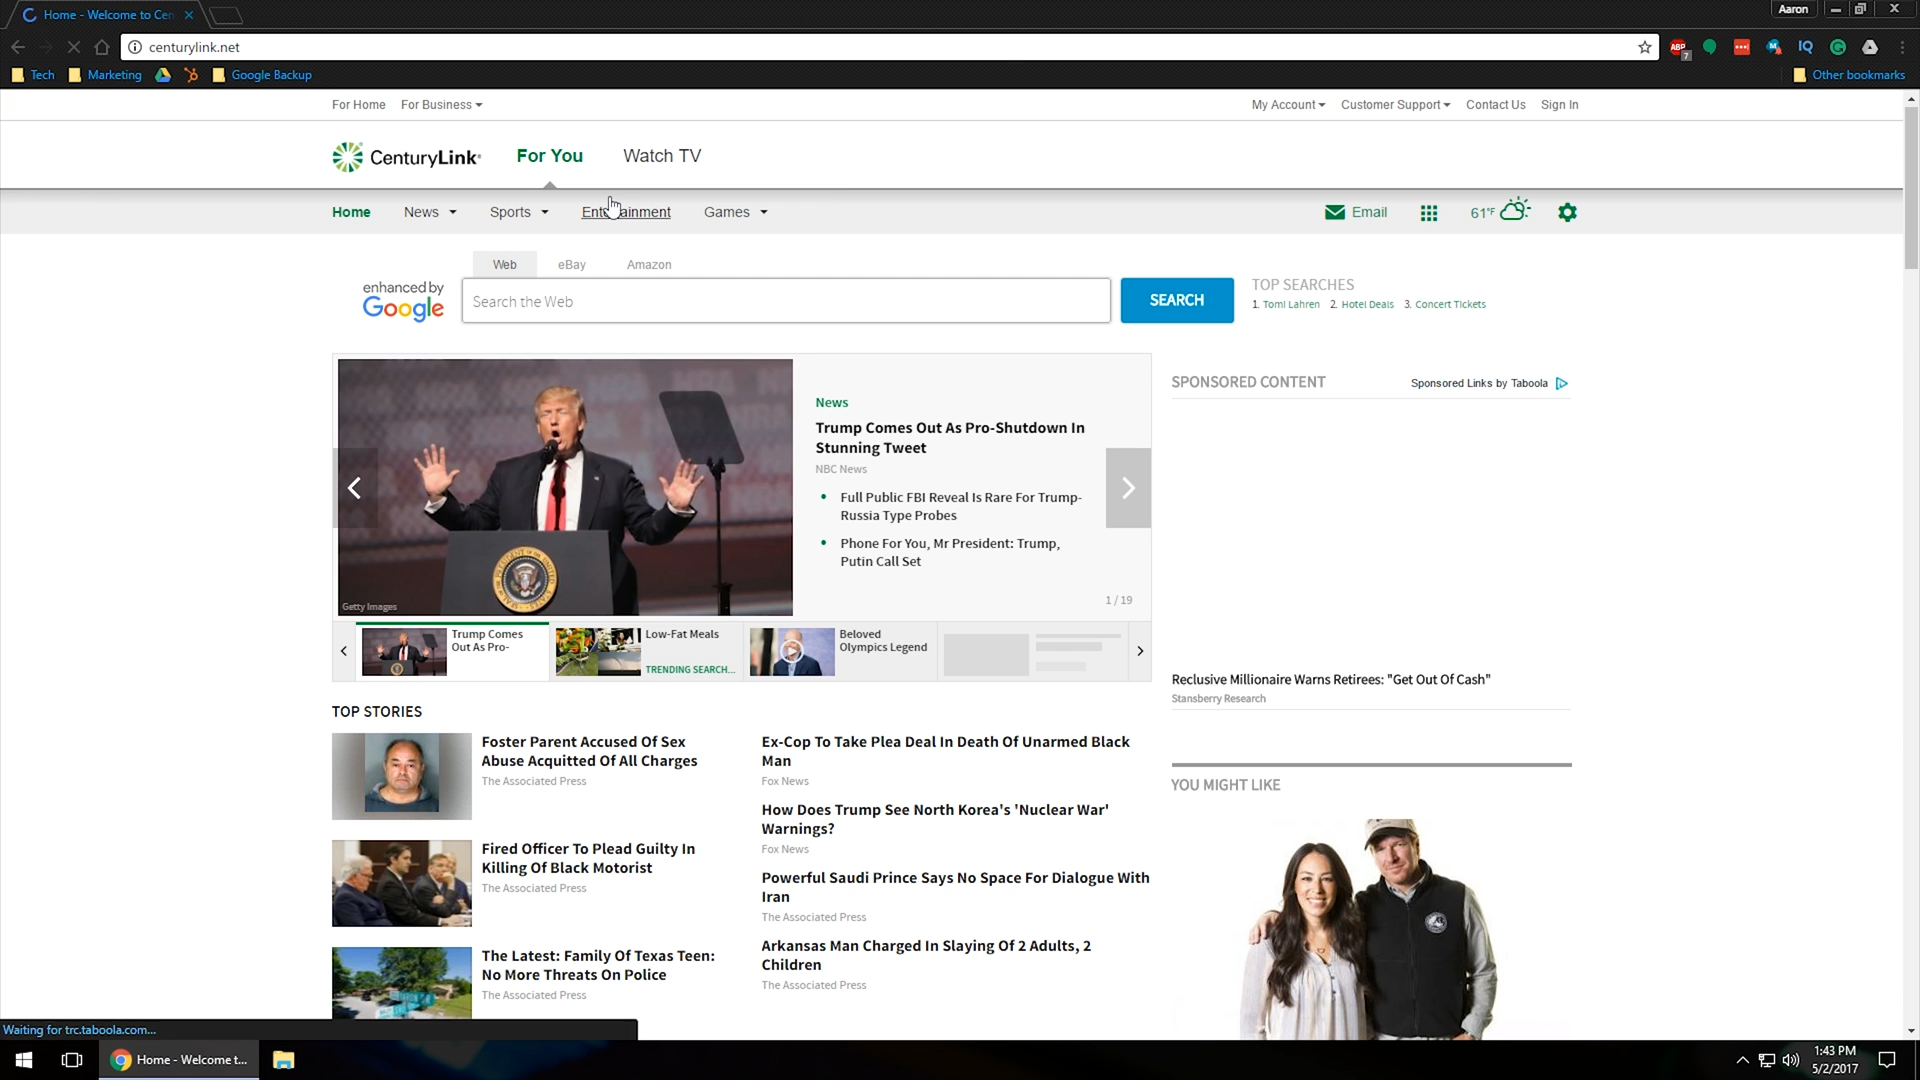 Home - Welcome to Cen
Aaron
centurylink.net
ABP
7
IQ
Tech
Marketing
Google Backup
Other bookmarks
For Home
For Business
My Account
Customer Support
Contact Us
Sign In
CenturyLink
For You
Watch TV
Home
News
Sports
Entertainment
Games
Email
61°F
Web
eBay
Amazon
enhanced by
Google
Search the Web
SEARCH
TOP SEARCHES
1. Tomi Lahren 2. Hotel Deals 3. Concert Tickets
News
Trump Comes Out As Pro-Shutdown In
Stunning Tweet
NBC News
Full Public FBI Reveal Is Rare For Trump-
Russia Type Probes
Phone For You, Mr President: Trump,
Putin Call Set
1 / 19
Getty Images
SPONSORED CONTENT
Sponsored Links by Taboola
Trump Comes
Out As Pro-
Low-Fat Meals
TRENDING SEARCH...
Beloved
Olympics Legend
Reclusive Millionaire Warns Retirees: "Get Out Of Cash"
Stansberry Research
TOP STORIES
Foster Parent Accused Of Sex
Abuse Acquitted Of All Charges
The Associated Press
Fired Officer To Plead Guilty In
Killing Of Black Motorist
The Associated Press
The Latest: Family Of Texas Teen:
No More Threats On Police
The Associated Press
Ex-Cop To Take Plea Deal In Death Of Unarmed Black
Man
Fox News
How Does Trump See North Korea's 'Nuclear War'
Warnings?
Fox News
Powerful Saudi Prince Says No Space For Dialogue With
Iran
The Associated Press
Arkansas Man Charged In Slaying Of 2 Adults, 2
Children
The Associated Press
YOU MIGHT LIKE
Waiting for trc.taboola.com...
Home - Welcome t...
1:43 PM
5/2/2017